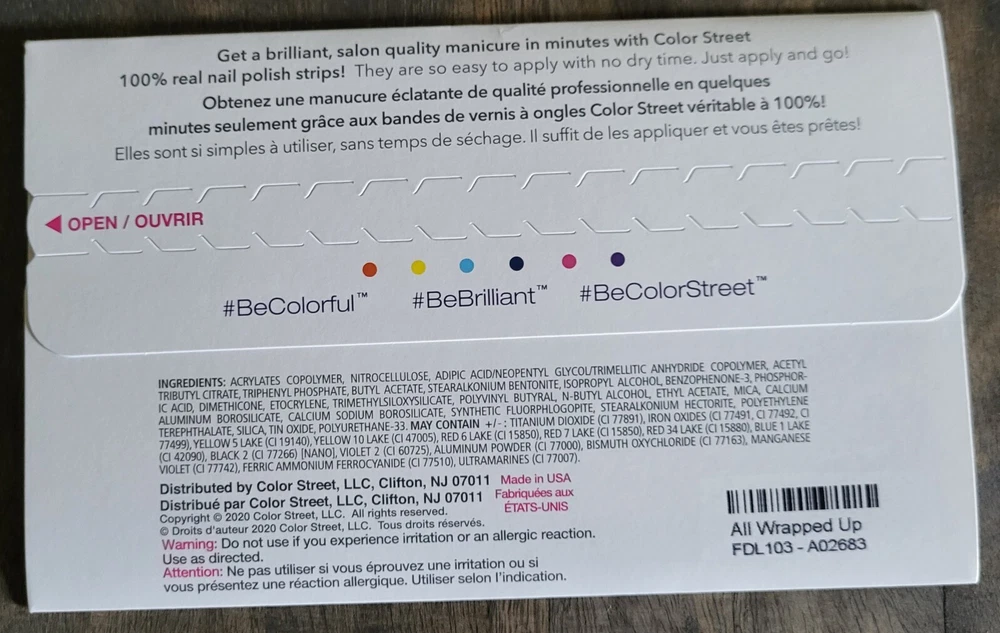 Get a brilliant, salon quality manicure in minutes with Color Street
100% real nail polish strips! They are so easy to apply with no dry time. Just apply and go!
Obtenez une manucure éclatante de qualité professionnelle en quelques
minutes seulement grâce aux bandes de vernis à ongles Color Street véritable à 100%!
Elles sont si simples à utiliser, sans temps de séchage. Il suffit de les appliquer et vous êtes prêtes!
OPEN / OUVRIR
#BeColorful™ #BeBrilliant™ #BeColorStreet™
INGREDIENTS: ACRYLATES COPOLYMER, NITROCELLULOSE, ADIPIC ACID/NEOPENTYL GLYCOL/TRIMELLITIC ANHYDRIDE COPOLYMER, ACETYL
TRIBUTYL CITRATE, TRIPHENYL PHOSPHATE, BUTYL ACETATE, STEARALKONIUM BENTONITE, ISOPROPYL ALCOHOL, BENZOPHENONE-3, PHOSPHOR-
IC ACID, DIMETHICONE, ETOCRYLENE, TRIMETHYLSILOXYSILICATE, POLYVINYL BUTYRAL, N-BUTYL ALCOHOL, ETHYL ACETATE, MICA, CALCIUM
ALUMINUM BOROSILICATE, CALCIUM SODIUM BOROSILICATE, SYNTHETIC FLUORPHLOGOPITE, STEARALKONIUM HECTORITE, POLYETHYLENE
TEREPHTHALATE, SILICA, TIN OXIDE, POLYURETHANE-33. MAY CONTAIN +/-: TITANIUM DIOXIDE (CI 77891), IRON OXIDES (CI 77491, CI 77492, CI
77499), YELLOW 5 LAKE (CI 19140), YELLOW 10 LAKE (CI 47005), RED 6 LAKE (CI 15850), RED 7 LAKE (CI 15850), RED 34 LAKE (CI 15880), BLUE 1 LAKE
(CI 42090), BLACK 2 (CI 77266) [NANO], VIOLET 2 (CI 60725), ALUMINUM POWDER (CI 77000), BISMUTH OXYCHLORIDE (CI 77163), MANGANESE
VIOLET (CI 77742), FERRIC AMMONIUM FERROCYANIDE (CI 77510), ULTRAMARINES (CI 77007).
Distributed by Color Street, LLC, Clifton, NJ 07011
Distribué par Color Street, LLC, Clifton, NJ 07011
Made in USA
Fabriquées aux
ÉTATS-UNIS
Copyright © 2020 Color Street, LLC. All rights reserved.
© Droits d'auteur 2020 Color Street, LLC. Tous droits réservés.
Warning: Do not use if you experience irritation or an allergic reaction.
Use as directed.
Attention: Ne pas utiliser si vous éprouvez une irritation ou si
vous présentez une réaction allergique. Utiliser selon l'indication.
All Wrapped Up
FDL103 - A02683